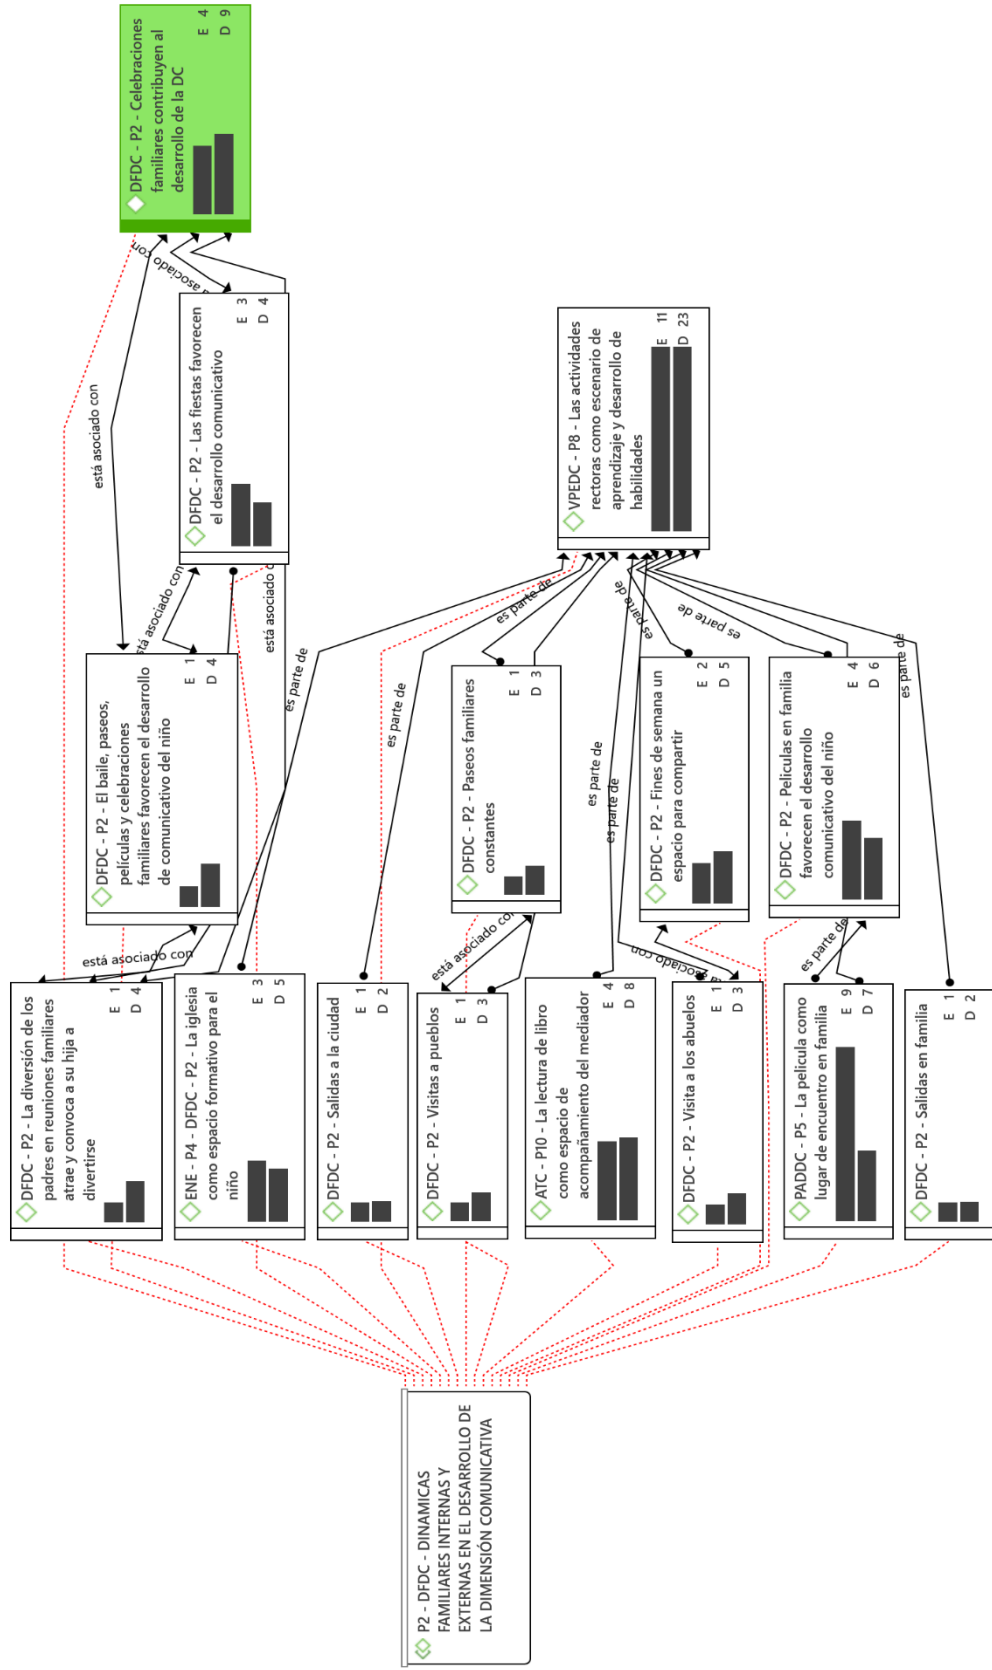 P2 - DFDC - DINAMICAS
FAMILIARES INTERNAS Y
EXTERNAS EN EL DESARROLLO DE
LA DIMENSIÓN COMUNICATIVA
DFDC - P2 - La diversión de los
padres en reuniones familiares
atrae y convoca a su hija a
divertirse
E 1
D 4
ENE - P4 - DFDC - P2 - La iglesia
como espacio formativo para el
niño
E 3
D 5
DFDC - P2 - Salidas a la ciudad
E 1
D 2
DFDC - P2 - Visitas a pueblos
E 1
D 3
ATC - P10 - La lectura de libro
como espacio de
acompañamiento del mediador
E 4
D 8
DFDC - P2 - Visita a los abuelos
E 1
D 3
PADDC - P5 - La pelicula como
lugar de encuentro en familia
E 9
D 7
DFDC - P2 - Salidas en familia
E 1
D 2
DFDC - P2 - El baile, paseos,
películas y celebraciones
familiares favorecen el desarrollo
de comunicativo del niño
E 1
D 4
DFDC - P2 - Paseos familiares
constantes
E 1
D 3
DFDC - P2 - Fines de semana un
espacio para compartir
E 2
D 5
DFDC - P2 - Peliculas en familia
favorecen el desarrollo
comunicativo del niño
E 4
D 6
DFDC - P2 - Las fiestas favorecen
el desarrollo comunicativo
E 3
D 4
VPEDC - P8 - Las actividades
rectoras como escenario de
aprendizaje y desarrollo de
habilidades
E 11
D 23
DFDC - P2 - Celebraciones
familiares contribuyen al
desarrollo de la DC
E 4
D 9
está asociado con
está asociado con
está asociado con
está asociado
asociado con
está asociado con
asociado con
es parte de
es parte de
es parte de
es parte de
es parte de
es parte de
es parte de
es parte de
es parte de